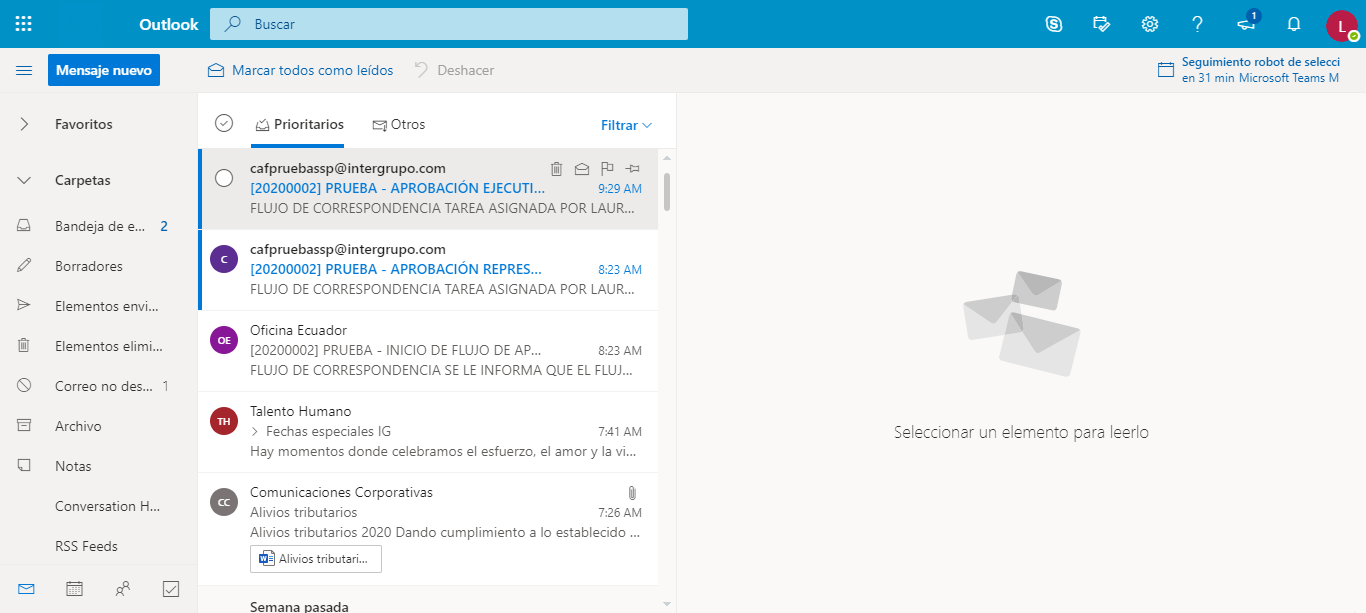 Outlook
Buscar
1
L
Mensaje nuevo
Marcar todos como leídos
Deshacer
Seguimiento robot de selecci
en 31 min Microsoft Teams M
Favoritos
Carpetas
Bandeja de e... 2
Borradores
Elementos envi...
Elementos elimi...
Correo no des... 1
Archivo
Notas
Conversation H...
RSS Feeds
Prioritarios
Otros
Filtrar
cafpruebassp@intergrupo.com
[20200002] PRUEBA - APROBACIÓN EJECUTI... 9:29 AM
FLUJO DE CORRESPONDENCIA TAREA ASIGNADA POR LAUR...
C
cafpruebassp@intergrupo.com
[20200002] PRUEBA - APROBACIÓN REPRES... 8:23 AM
FLUJO DE CORRESPONDENCIA TAREA ASIGNADA POR LAUR...
OE
Oficina Ecuador
[20200002] PRUEBA - INICIO DE FLUJO DE AP... 8:23 AM
FLUJO DE CORRESPONDENCIA SE LE INFORMA QUE EL FLUJ...
TH
Talento Humano
Fechas especiales IG 7:41 AM
Hay momentos donde celebramos el esfuerzo, el amor y la vi...
CC
Comunicaciones Corporativas
Alivios tributarios 7:26 AM
Alivios tributarios 2020 Dando cumplimiento a lo establecido ...
Alivios tributari...
Semana pasada
Seleccionar un elemento para leerlo